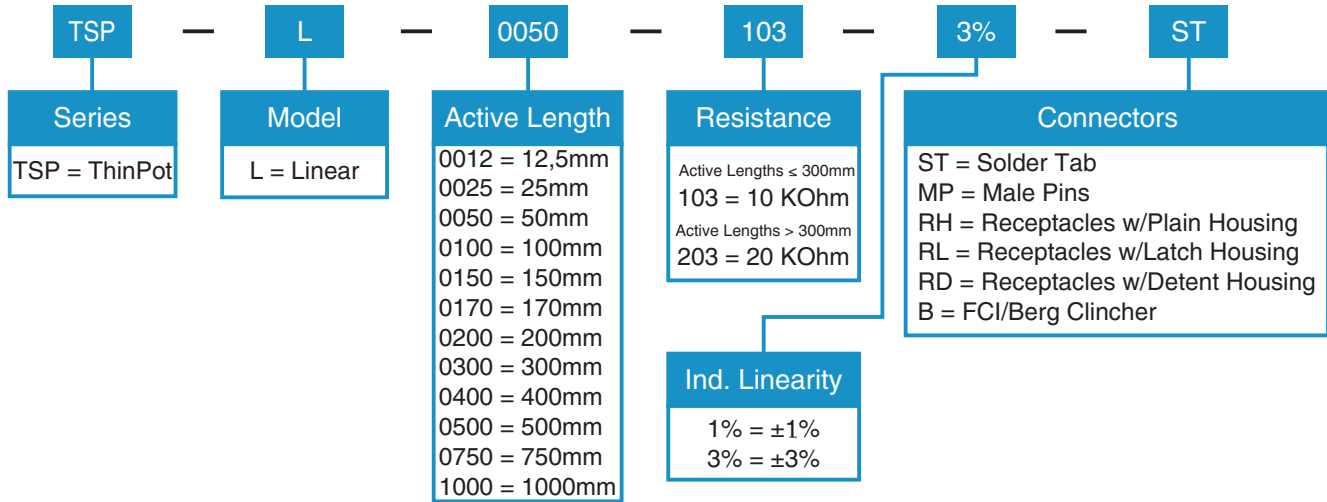 TSP — L — 0050 — 103 — 3% — ST
Series
TSP = ThinPot
Model
L = Linear
Active Length
0012 = 12,5mm
0025 = 25mm
0050 = 50mm
0100 = 100mm
0150 = 150mm
0170 = 170mm
0200 = 200mm
0300 = 300mm
0400 = 400mm
0500 = 500mm
0750 = 750mm
1000 = 1000mm
Resistance
Active Lengths ≤ 300mm
103 = 10 KOhm
Active Lengths > 300mm
203 = 20 KOhm
Ind. Linearity
1% = ±1%
3% = ±3%
Connectors
ST = Solder Tab
MP = Male Pins
RH = Receptacles w/Plain Housing
RL = Receptacles w/Latch Housing
RD = Receptacles w/Detent Housing
B = FCI/Berg Clincher